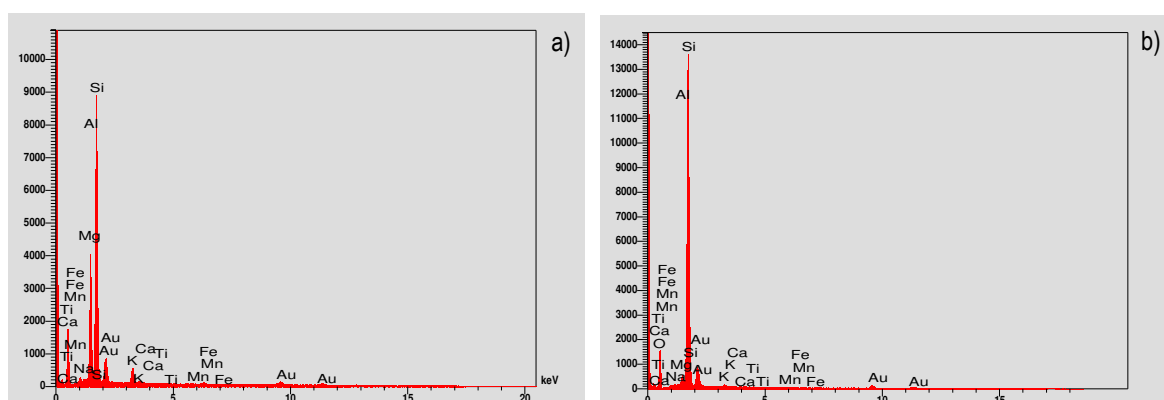 a)
10000
9000
8000
7000
6000
5000
4000
3000
2000
1000
0
Si
Al
Mg
Fe
Fe
Mn
Ti
Ca
Mn
Ti
Ca
Na
Si
Au
Au
K
K
Ca
Ca
Ti
Ti
Fe
Mn
Mn
Fe
Au
Au
0 5 10 15 20 keV
b)
14000
13000
12000
11000
10000
9000
8000
7000
6000
5000
4000
3000
2000
1000
0
Si
Al
Fe
Fe
Mn
Mn
Ti
Ca
O
Ti
Ca
Na
Mg
Si
Au
Au
K
K
Ca
Ca
Ti
Ti
Fe
Mn
Mn
Fe
Au
Au
0 5 10 15